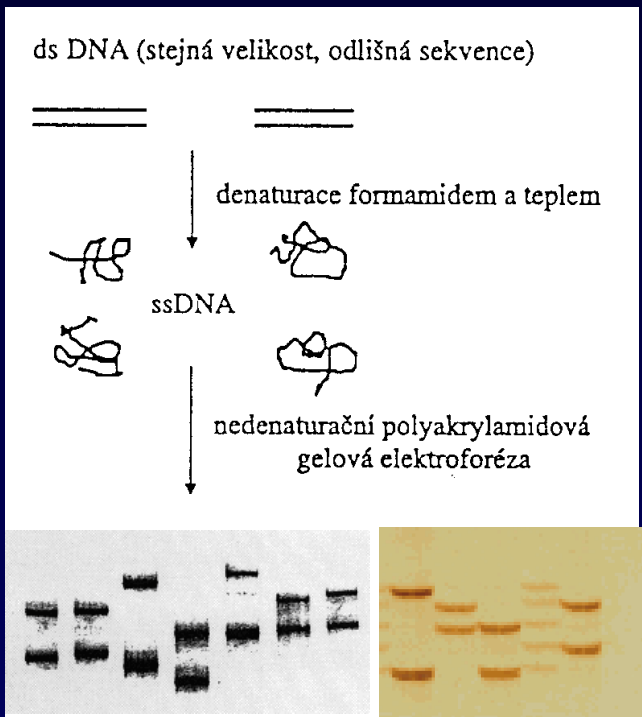 ds DNA (stejná velikost, odlišná sekvence)
denaturace formamidem a teplem
ssDNA
nedenaturační polyakrylamidová
gelová elektroforéza